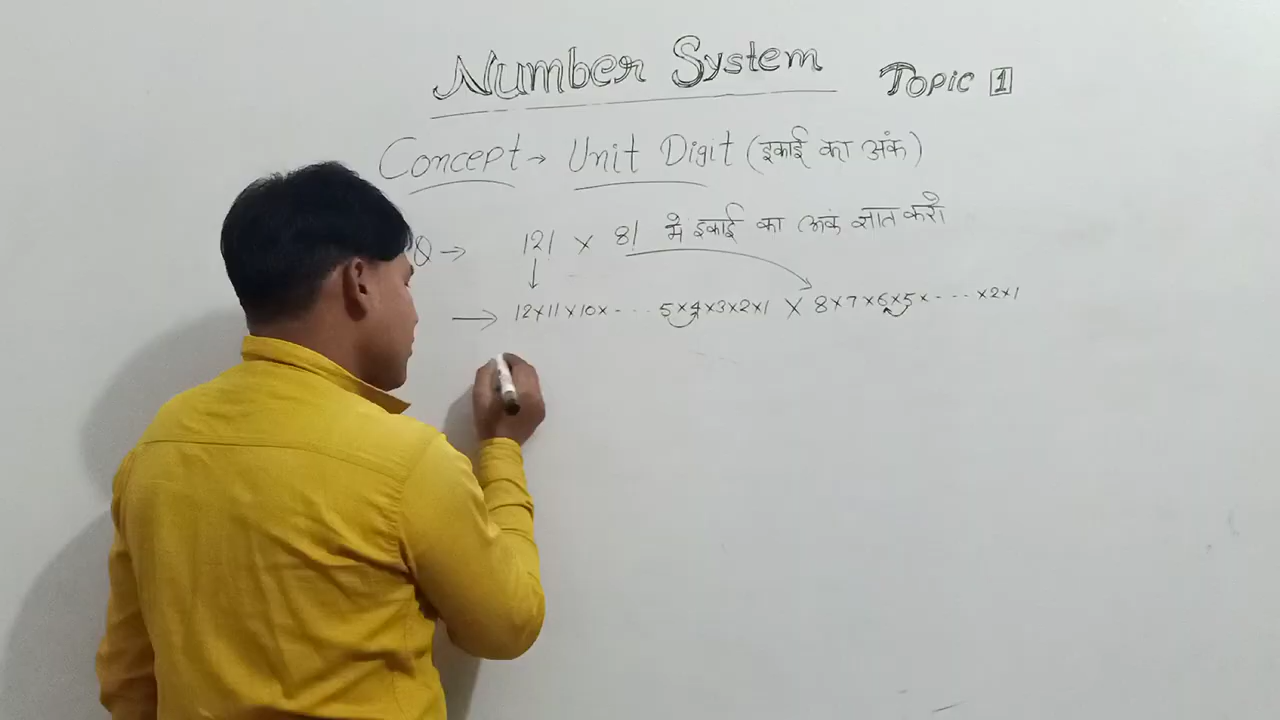 Number System Topic 1
Concept → Unit Digit (इकाई का अंक)
Q → 12! × 8! में इकाई का अंक ज्ञात करो
→ 12×11×10×---- 5×4×3×2×1 × 8×7×6×5×---- ×2×1